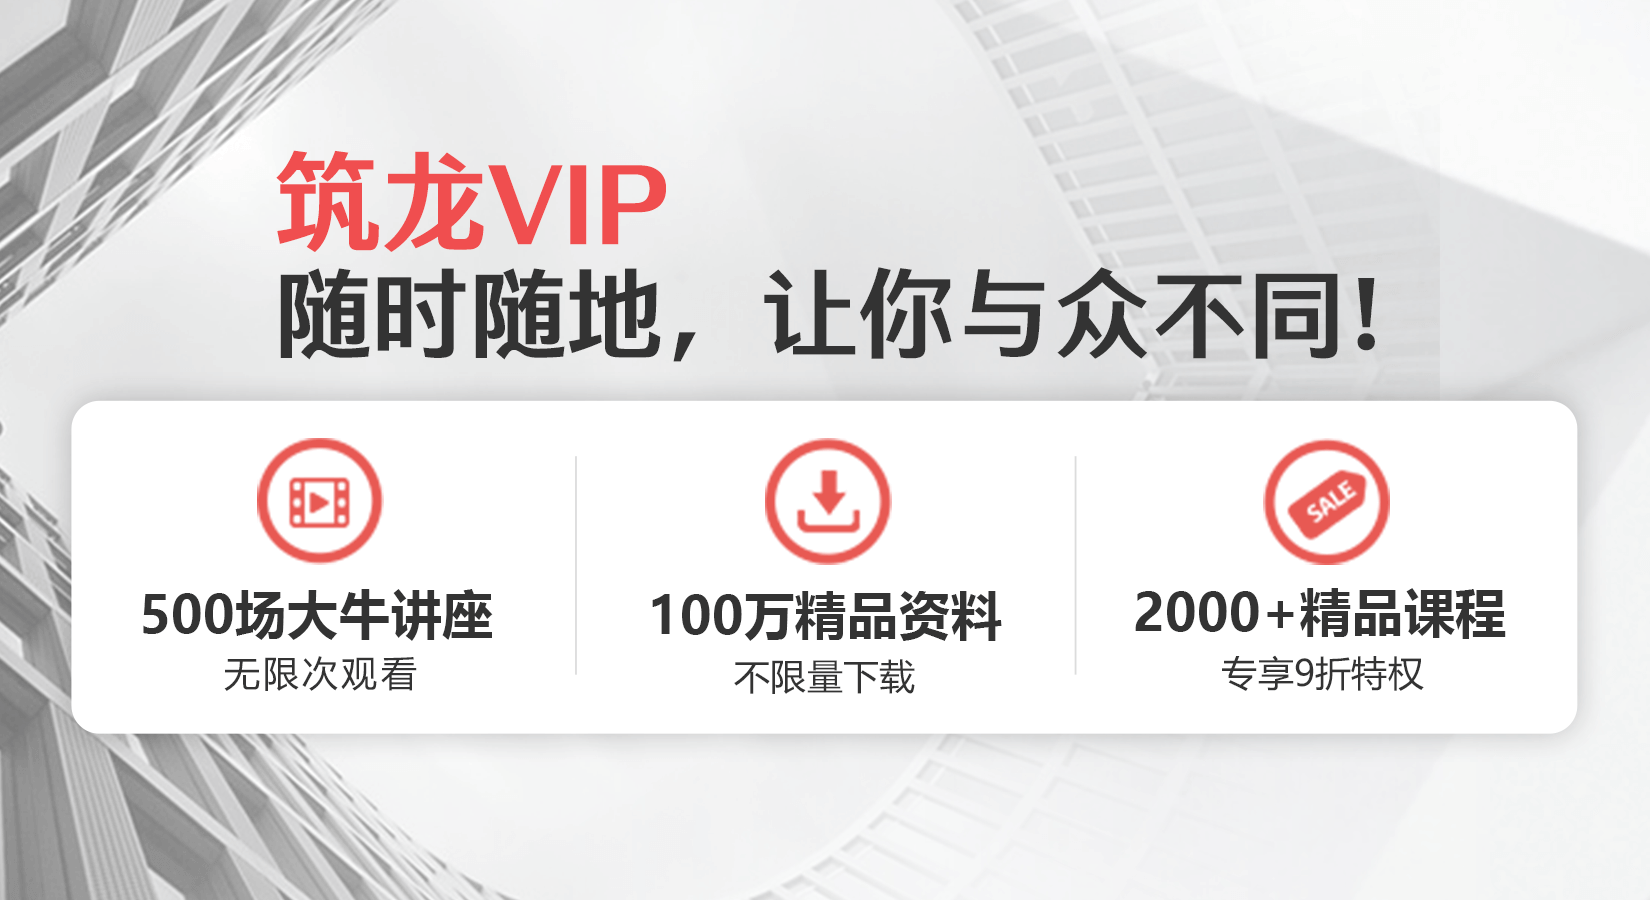 筑龙VIP
随时随地，让你与众不同！
SALE
500场大牛讲座
100万精品资料
2000+精品课程
无限次观看
不限量下载
专享9折特权